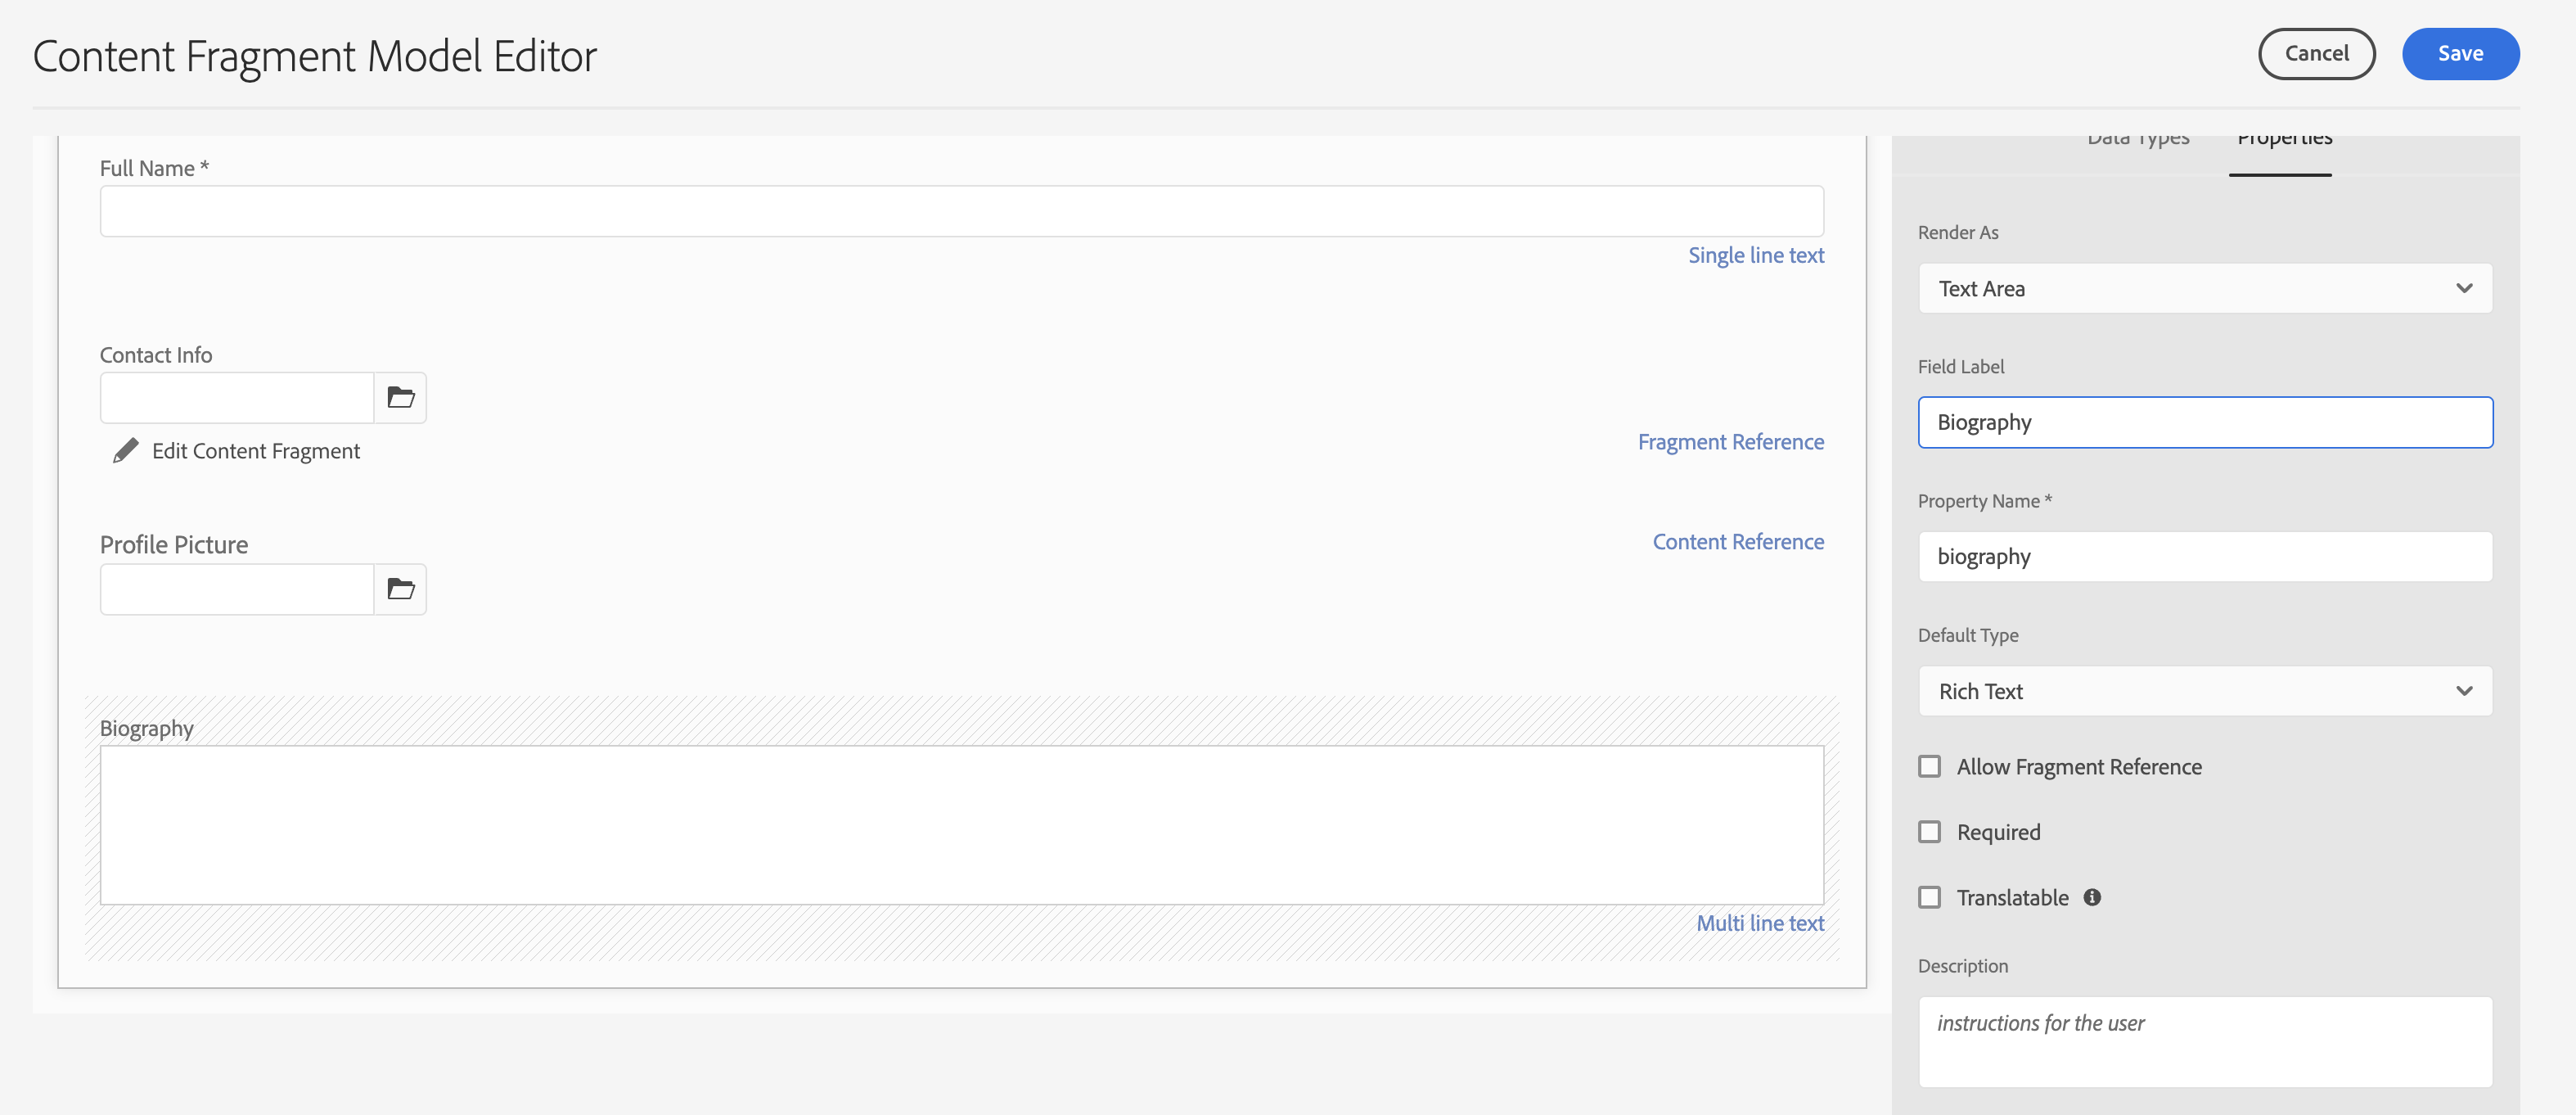 Content Fragment Model Editor
Cancel
Save
Full Name *
Single line text
Contact Info
Edit Content Fragment
Fragment Reference
Profile Picture
Content Reference
Biography
Multi line text
Data Types
Properties
Render As
Text Area
Field Label
Biography
Property Name *
biography
Default Type
Rich Text
Allow Fragment Reference
Required
Translatable
Description
instructions for the user